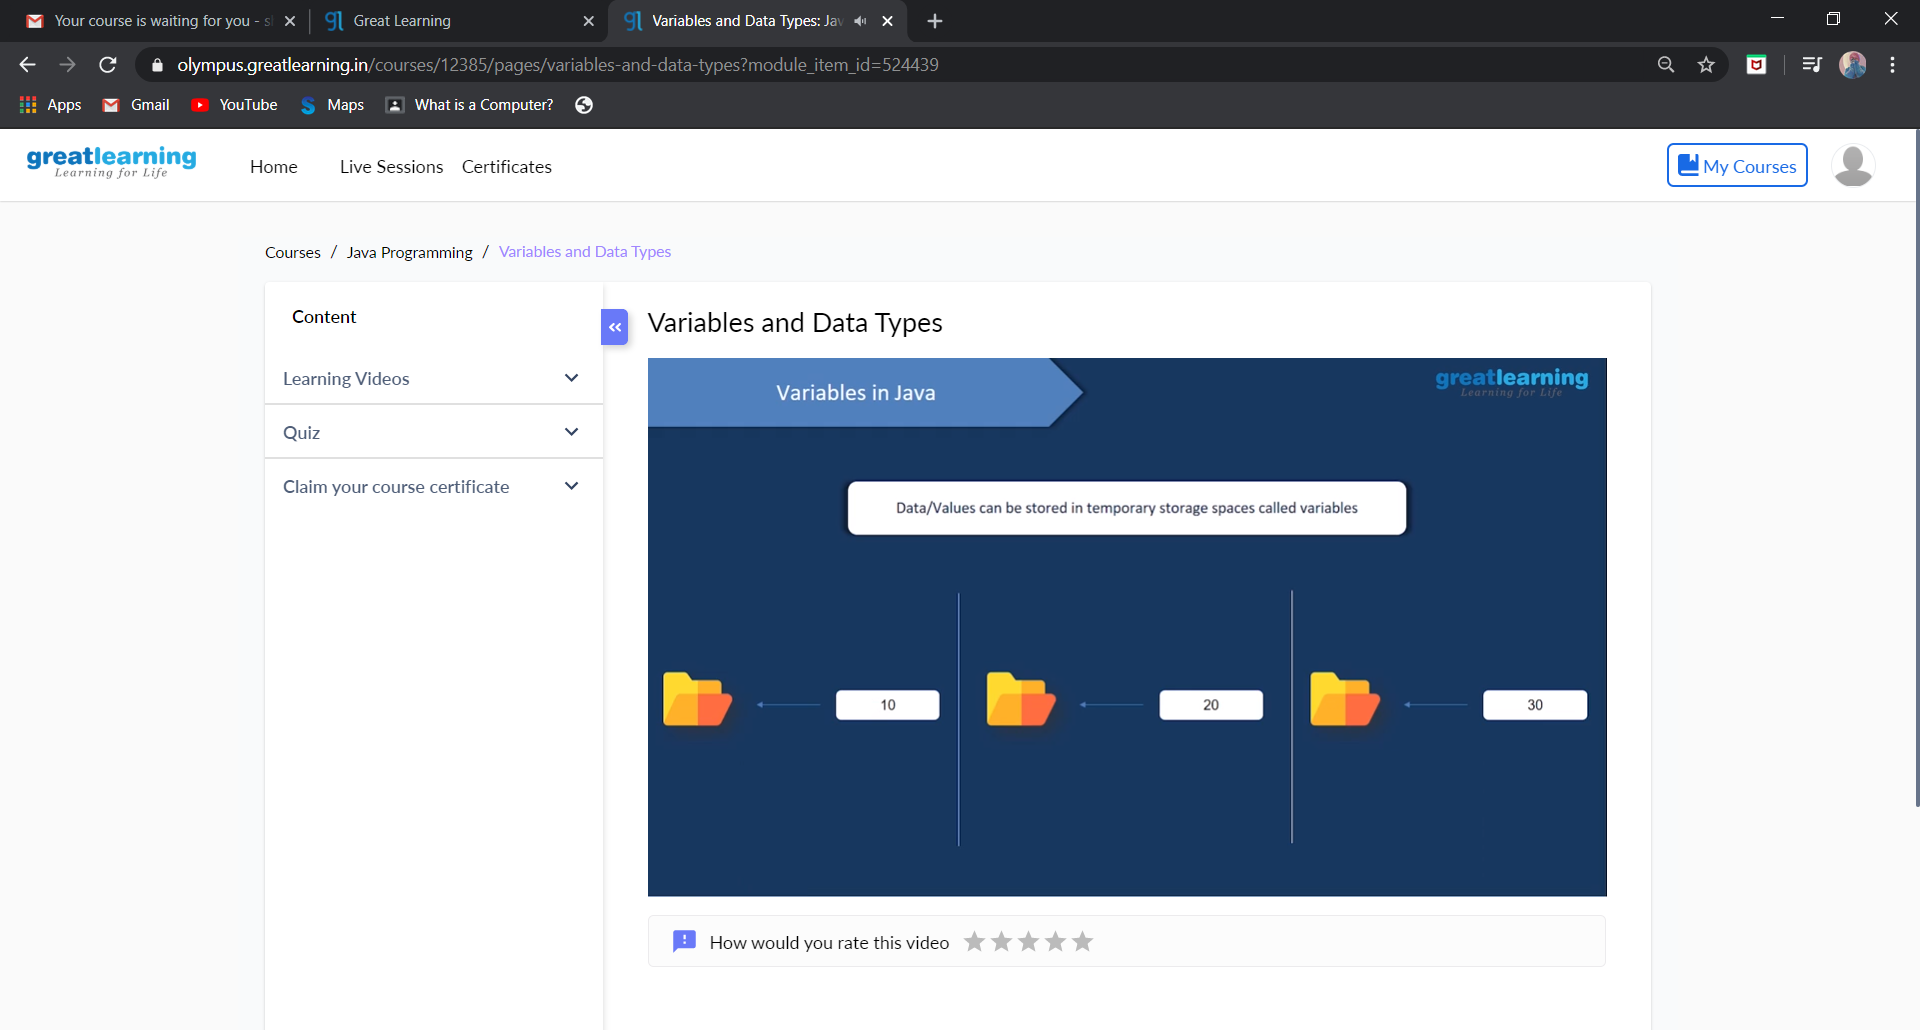 Your course is waiting for you - s
Great Learning
Variables and Data Types: Jav
olympus.greatlearning.in/courses/12385/pages/variables-and-data-types?module_item_id=524439
Apps
Gmail
YouTube
Maps
What is a Computer?
greatlearning
Learning for Life
Home
Live Sessions
Certificates
My Courses
Courses / Java Programming / Variables and Data Types
Content
Learning Videos
Quiz
Claim your course certificate
Variables and Data Types
Variables in Java
greatlearning
Learning for Life
Data/Values can be stored in temporary storage spaces called variables
10
20
30
How would you rate this video